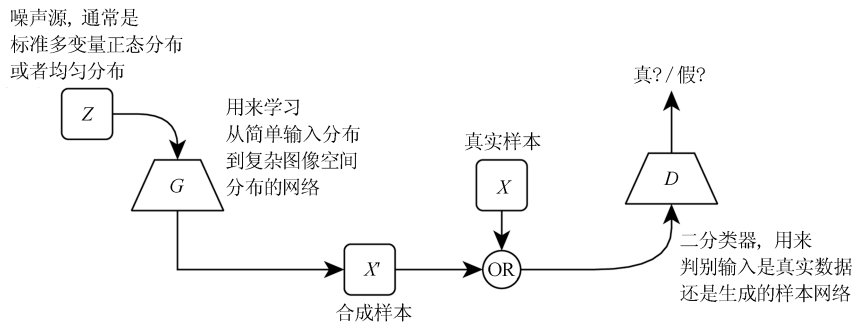 噪声源, 通常是
标准多变量正态分布
或者均匀分布
Z
用来学习
从简单输入分布
到复杂图像空间
分布的网络
G
X'
合成样本
真实样本
X
OR
真? / 假?
D
二分类器, 用来
判别输入是真实数据
还是生成的样本网络